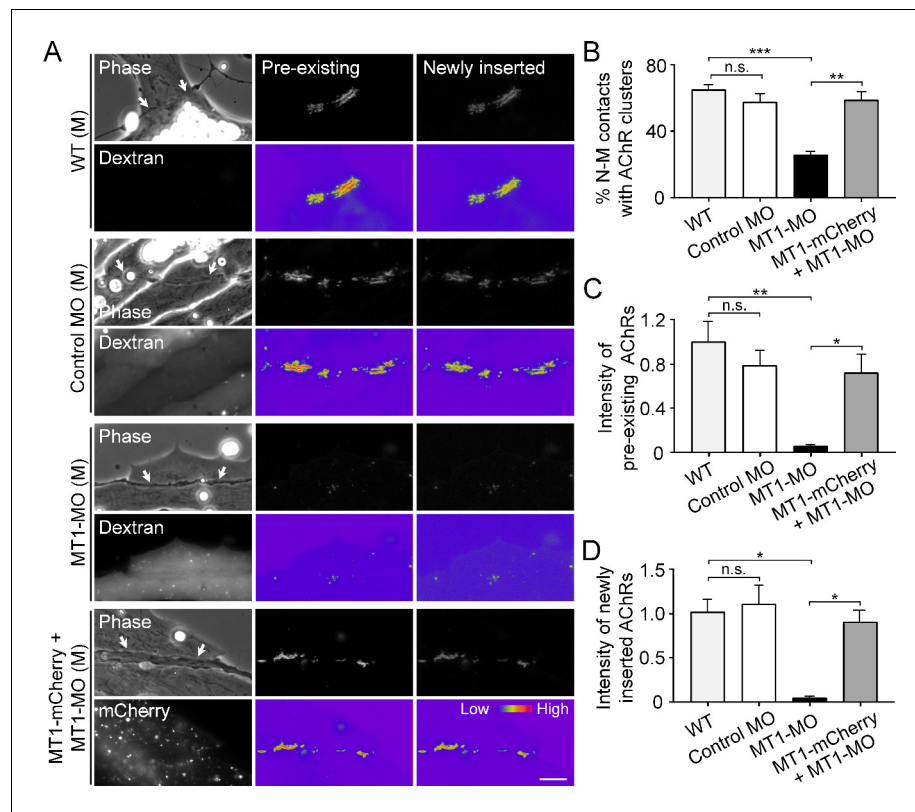 A
Phase
Pre-existing
Newly inserted
WT (M)
Dextran
Phase
Control MO (M)
Dextran
Phase
MT1-MO (M)
Dextran
Phase
MT1-mCherry +
MT1-MO (M)
mCherry
Low
High
B
% N-M contacts
with AChR clusters
80
40
0
***
n.s.
**
WT
Control MO
MT1-MO
MT1-mCherry
+ MT1-MO
C
Intensity of
pre-existing AChRs
1.2
0.8
0.4
0
**
n.s.
*
WT
Control MO
MT1-MO
MT1-mCherry
+ MT1-MO
D
Intensity of newly
inserted AChRs
1.5
1.0
0.5
0
*
n.s.
*
WT
Control MO
MT1-MO
MT1-mCherry
+ MT1-MO